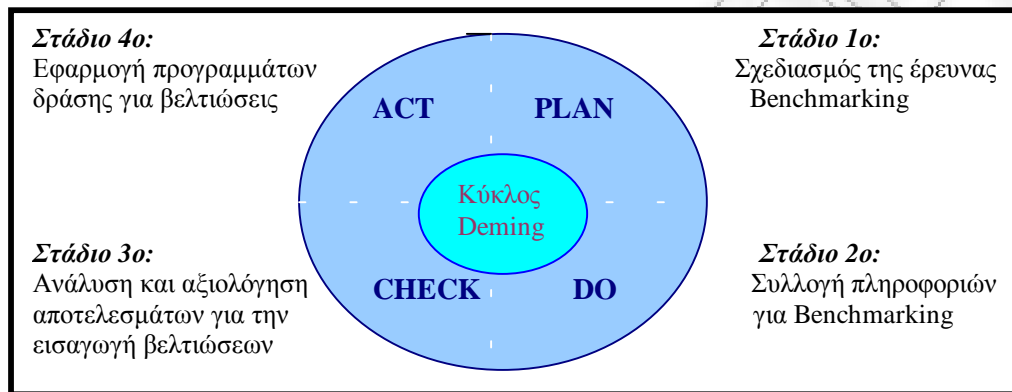 Στάδιο 4ο:
Εφαρμογή προγραμμάτων
δράσης για βελτιώσεις
ACT
PLAN
Στάδιο 1ο:
Σχεδιασμός της έρευνας
Benchmarking
Κύκλος
Deming
Στάδιο 3ο:
Ανάλυση και αξιολόγηση
αποτελεσμάτων για την
εισαγωγή βελτιώσεων
CHECK
DO
Στάδιο 2ο:
Συλλογή πληροφοριών
για Benchmarking